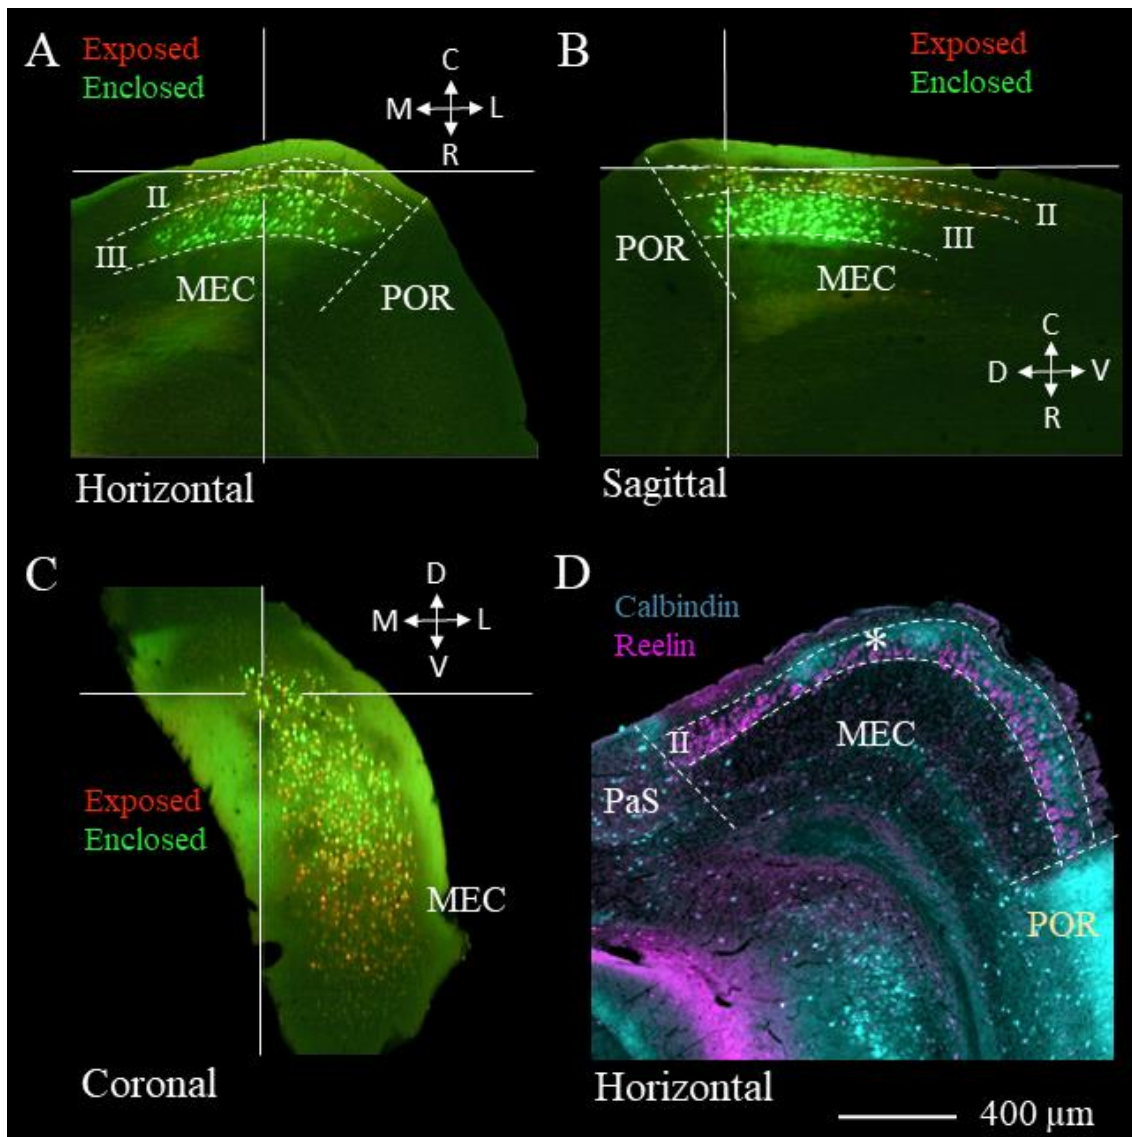 A
Exposed
Enclosed
C
M L
R
II
III
MEC
POR
Horizontal
B
Exposed
Enclosed
POR
II
III
MEC
C
D V
R
Sagittal
C
D
M L
V
Exposed
Enclosed
MEC
Coronal
D
Calbindin
Reelin
*
II
MEC
PaS
POR
Horizontal
400 μm